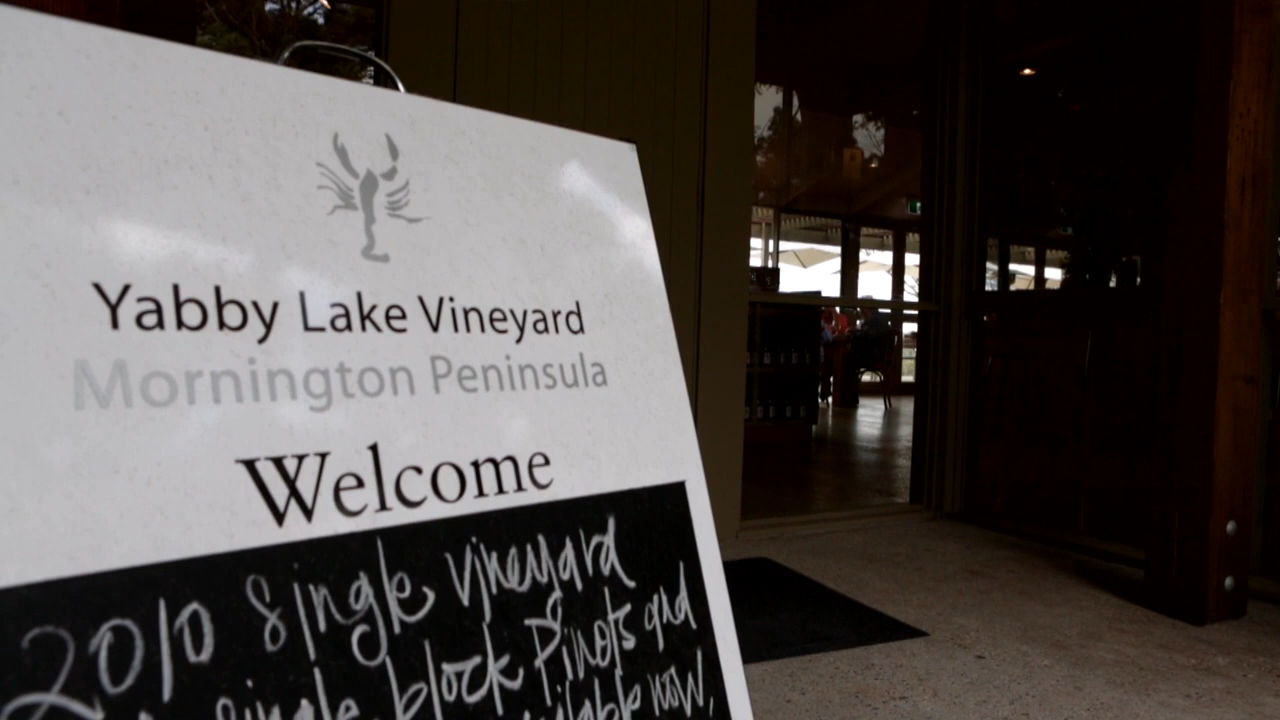 Yabby Lake Vineyard
Mornington Peninsula
Welcome
2010 single vineyard
single block Pinots and
available now,